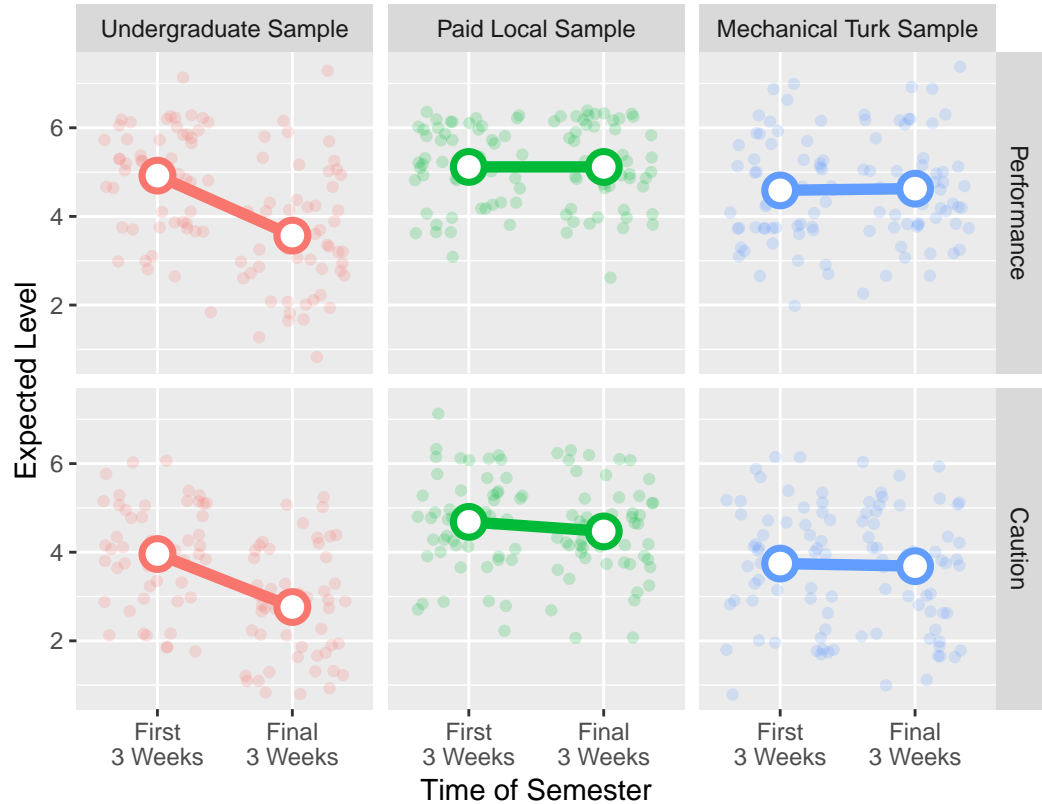 Undergraduate Sample
Paid Local Sample
Mechanical Turk Sample
Expected Level
6
4
2
Performance
6
4
2
Caution
First
3 Weeks
Final
3 Weeks
First
3 Weeks
Final
3 Weeks
First
3 Weeks
Final
3 Weeks
Time of Semester